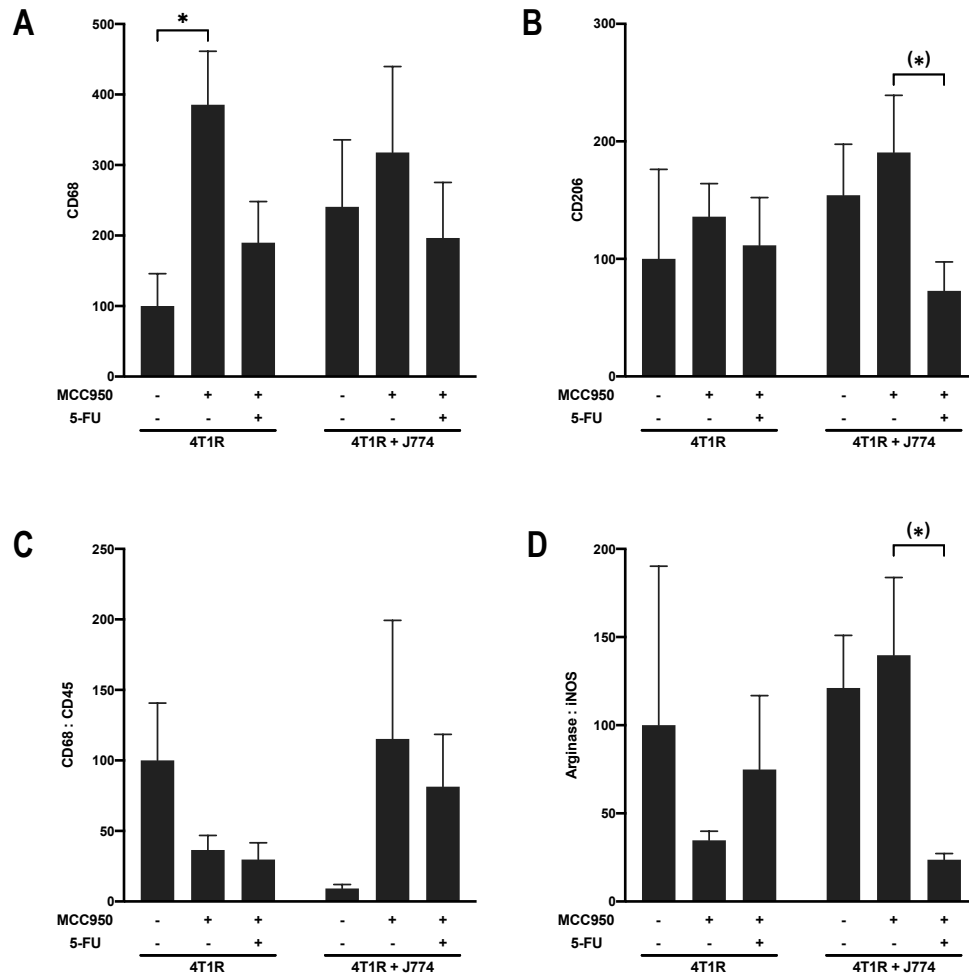 A
500
400
300
200
100
0
CD68
*
MCC950 - + + - + +
5-FU - - + - - +
4T1R 4T1R + J774
B
300
200
100
0
CD206
(*)
MCC950 - + + - + +
5-FU - - + - - +
4T1R 4T1R + J774
C
250
200
150
100
50
0
CD68 : CD45
MCC950 - + + - + +
5-FU - - + - - +
4T1R 4T1R + J774
D
200
150
100
50
0
Arginase : iNOS
(*)
MCC950 - + + - + +
5-FU - - + - - +
4T1R 4T1R + J774